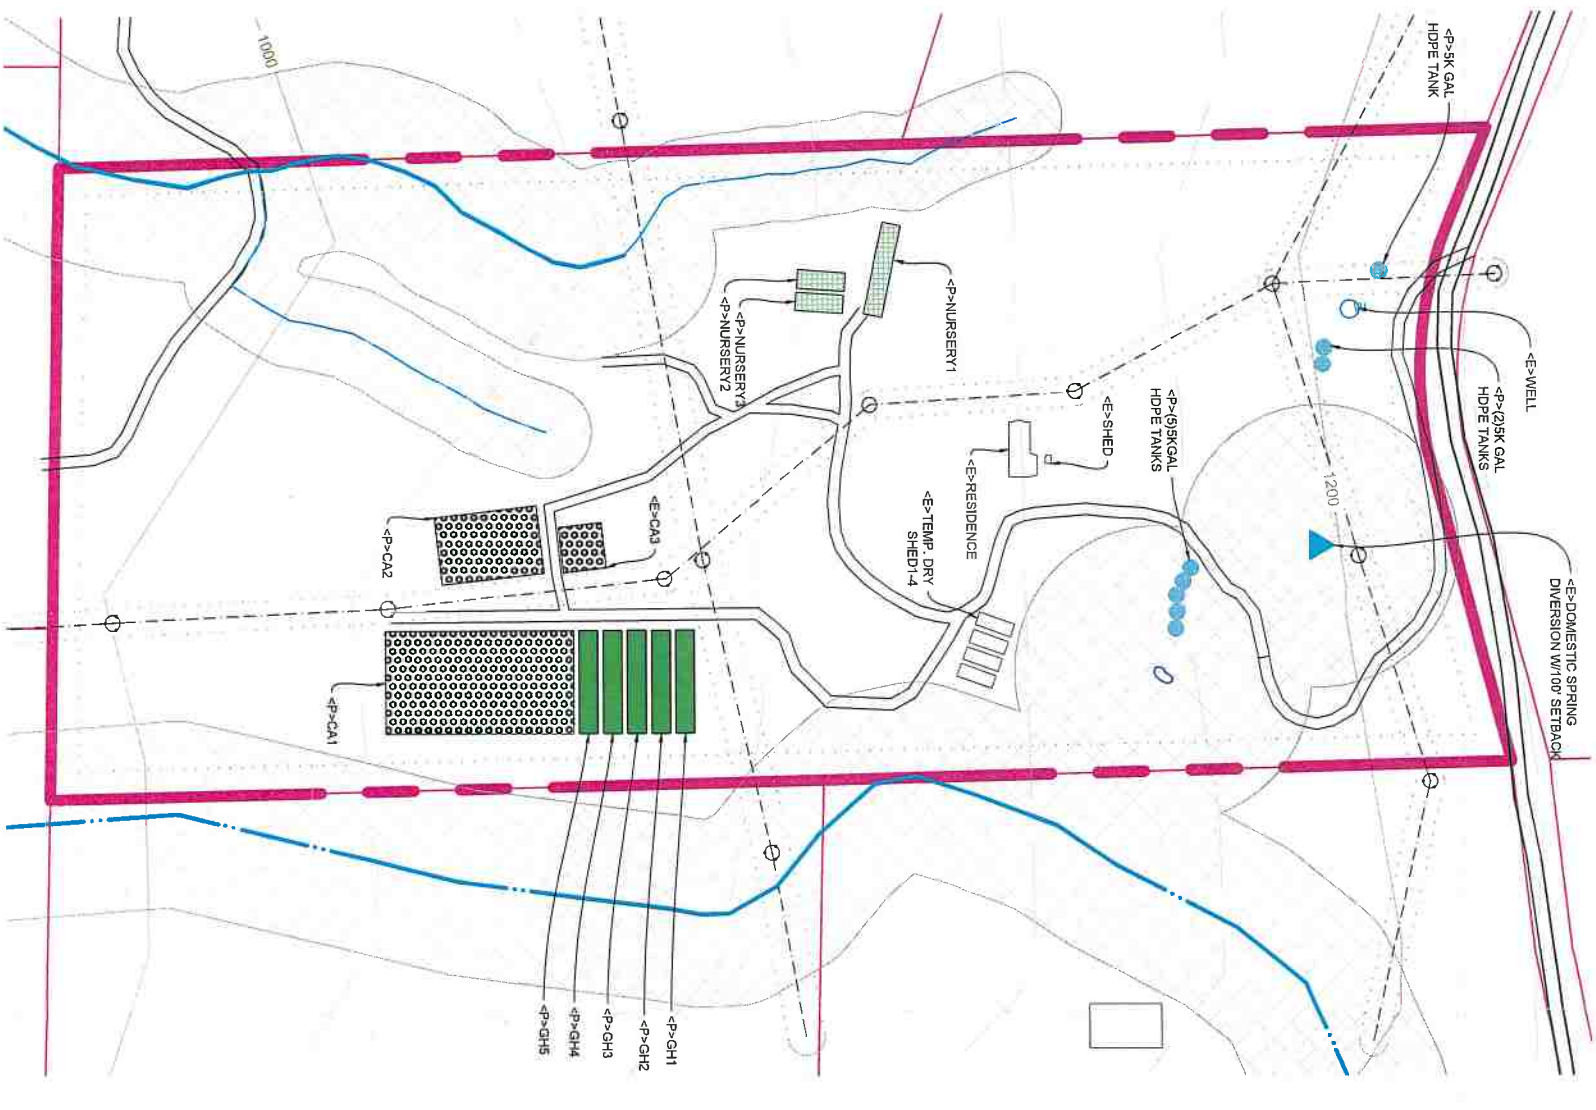 <P>5K GAL
HDPE TANK
<E>WELL
<P>(2)5K GAL
HDPE TANKS
<E>DOMESTIC SPRING
DIVERSION W/100' SETBACK
1200
<P>(5)5KGAL
HDPE TANKS
<E>SHED
<E>RESIDENCE
<E>TEMP. DRY
SHED1-4
<P>NURSERY1
<P>NURSERY3
<P>NURSERY2
<E>CA3
<P>CA2
<P>CA1
<P>GH1
<P>GH2
<P>GH3
<P>GH4
<P>GH5
1000